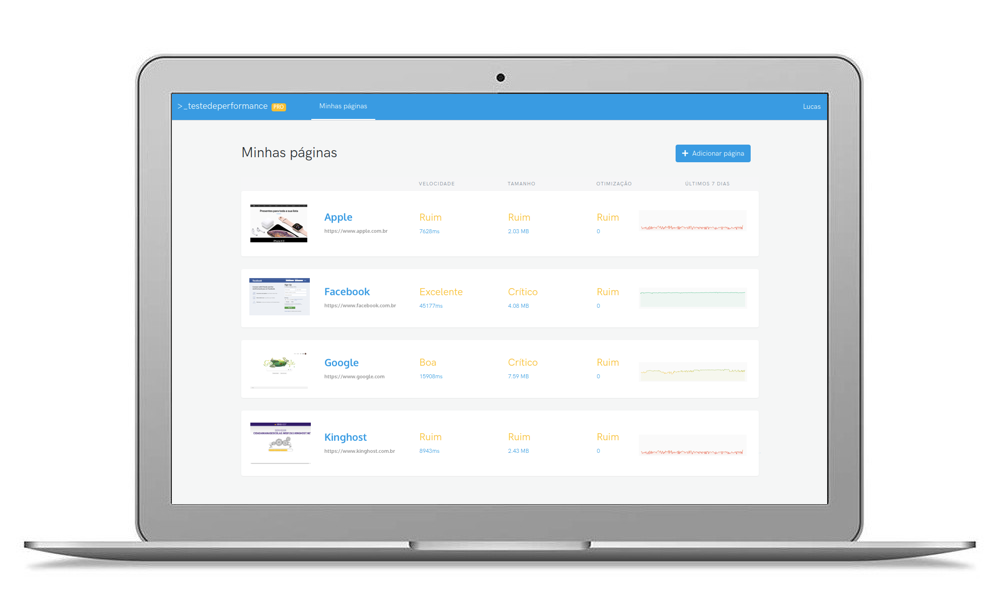 >_testedeperformance PRO
Minhas páginas
Lucas
Minhas páginas
+ Adicionar página
VELOCIDADE TAMANHO OTIMIZAÇÃO ÚLTIMOS 7 DIAS
Apple Ruim Ruim Ruim
https://www.apple.com.br 7628ms 2.03 MB 0
Facebook Excelente Crítico Ruim
https://www.facebook.com.br 45177ms 4.08 MB 0
Google Boa Crítico Ruim
https://www.google.com 15908ms 7.59 MB 0
Kinghost Ruim Ruim Ruim
https://www.kinghost.com.br 8943ms 2.43 MB 0